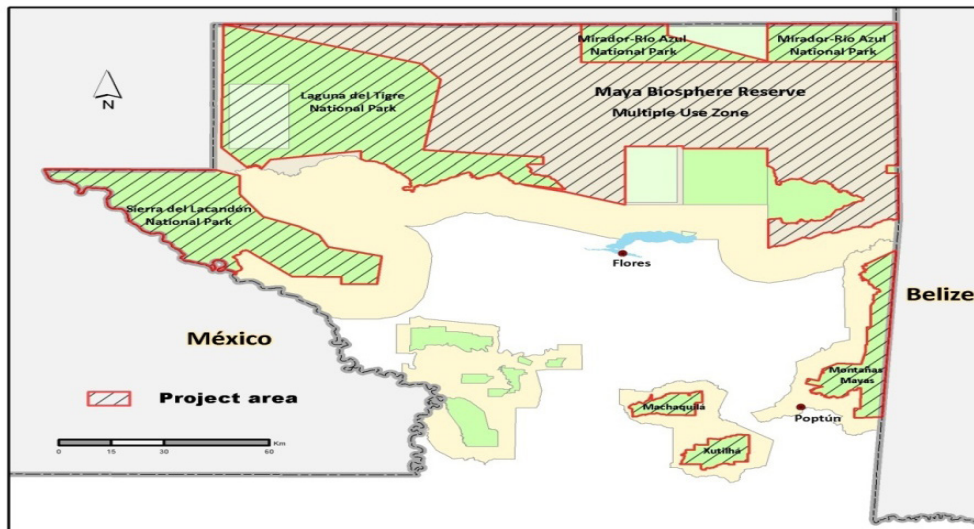 Mirador-Río Azul
National Park
Mirador-Río Azul
National Park
Laguna del Tigre
National Park
Maya Biosphere Reserve
Multiple Use Zone
N
Sierra del Lacandón
National Park
Flores
Belize
México
Montañas
Mayas
Project area
Machaquila
Poptún
Km
0 15 30 60
Xutilhá